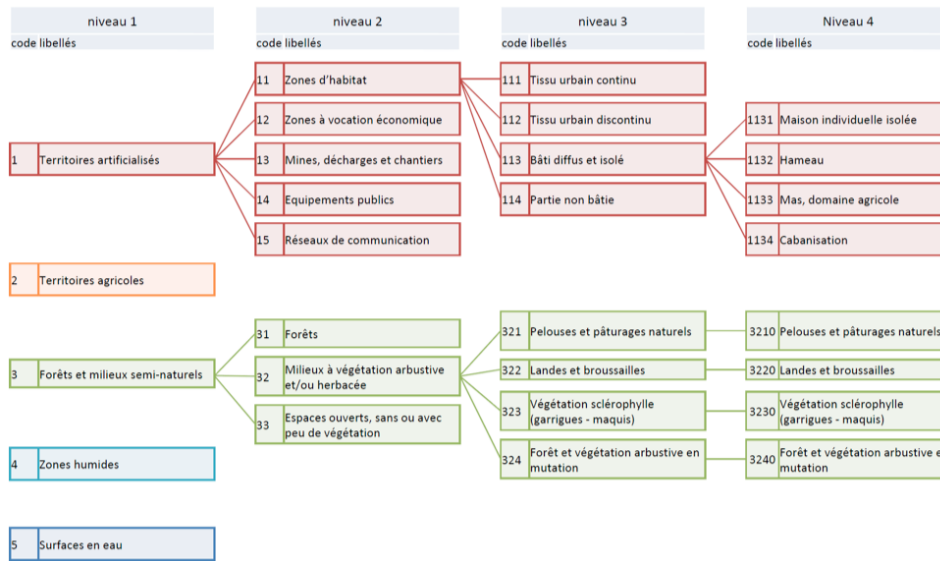 niveau 1
niveau 2
niveau 3
Niveau 4
code libellés
code libellés
code libellés
code libellés
11 Zones d'habitat
111 Tissu urbain continu
12 Zones à vocation économique
112 Tissu urbain discontinu
1131 Maison individuelle isolée
1 Territoires artificialisés
13 Mines, décharges et chantiers
113 Bâti diffus et isolé
1132 Hameau
14 Equipements publics
114 Partie non bâtie
1133 Mas, domaine agricole
15 Réseaux de communication
1134 Cabanisation
2 Territoires agricoles
31 Forêts
321 Pelouses et pâturages naturels
3210 Pelouses et pâturages naturels
3 Forêts et milieux semi-naturels
32 Milieux à végétation arbustive
et/ou herbacée
322 Landes et broussailles
3220 Landes et broussailles
33 Espaces ouverts, sans ou avec
peu de végétation
323 Végétation sclérophylle
(garrigues - maquis)
3230 Végétation sclérophylle
(garrigues - maquis)
4 Zones humides
324 Forêt et végétation arbustive en
mutation
3240 Forêt et végétation arbustive e
mutation
5 Surfaces en eau